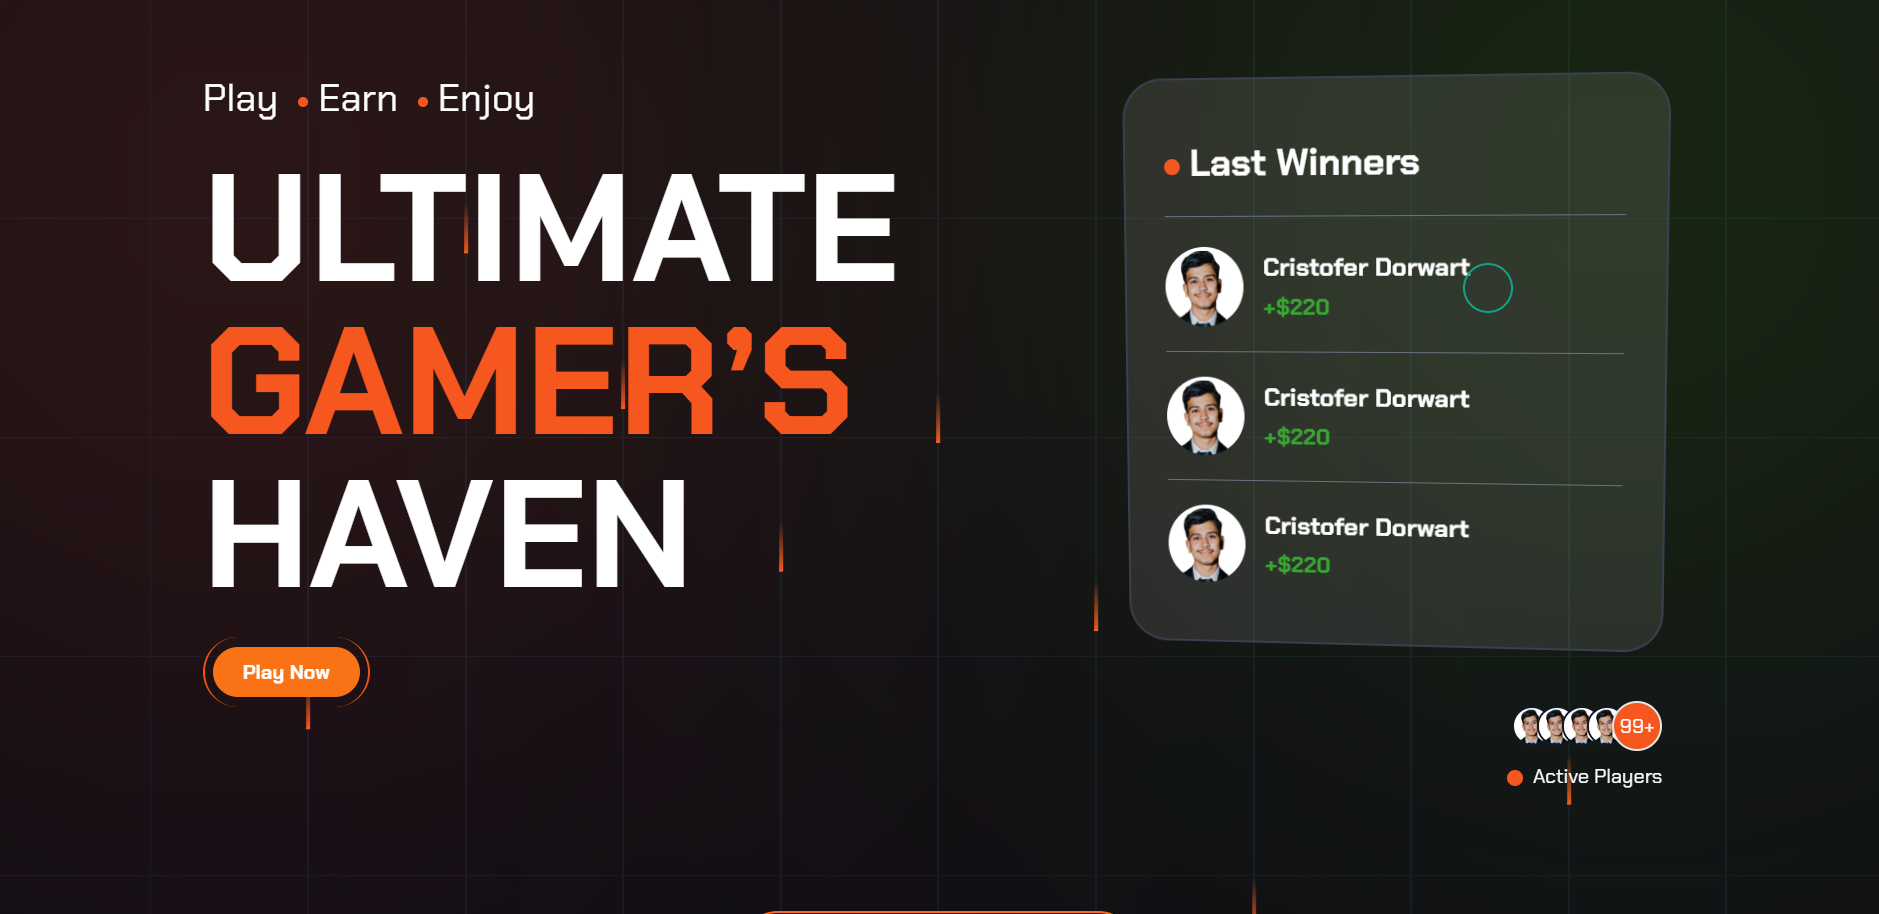 Play • Earn • Enjoy
ULTIMATE
GAMER’S
HAVEN
Play Now
Last Winners
Cristofer Dorwart
+$220
Cristofer Dorwart
+$220
Cristofer Dorwart
+$220
99+
Active Players